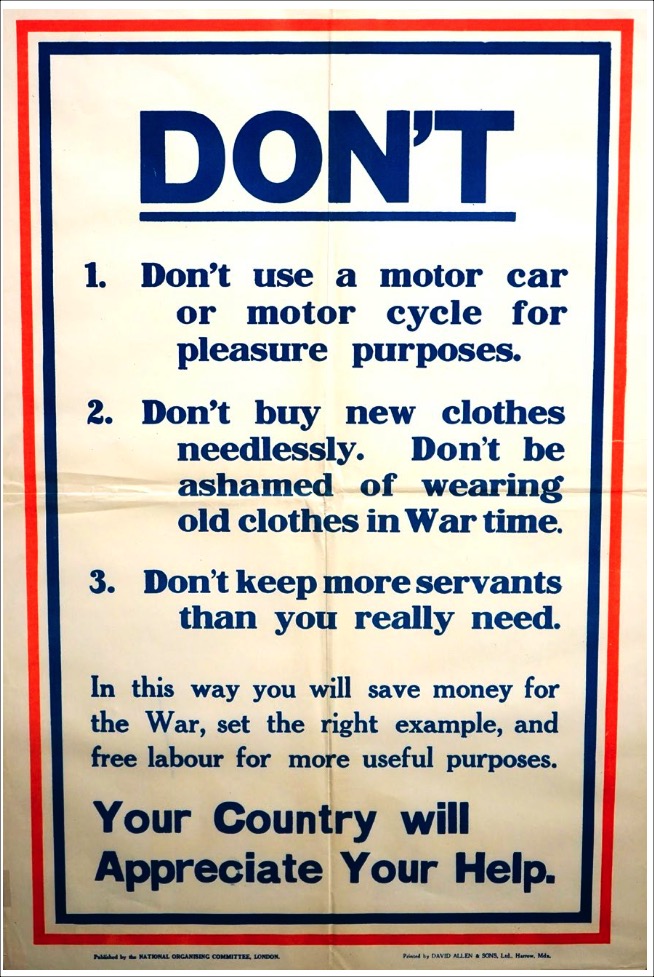 DON'T
1. Don't use a motor car
or motor cycle for
pleasure purposes.
2. Don't buy new clothes
needlessly. Don't be
ashamed of wearing
old clothes in War time.
3. Don't keep more servants
than you really need.
In this way you will save money for
the War, set the right example, and
free labour for more useful purposes.
Your Country will
Appreciate Your Help.
Published by the NATIONAL ORGANISING COMMITTEE, LONDON.
Printed by DAVID ALLEN & SONS, Ltd., Harrow, Mdx.